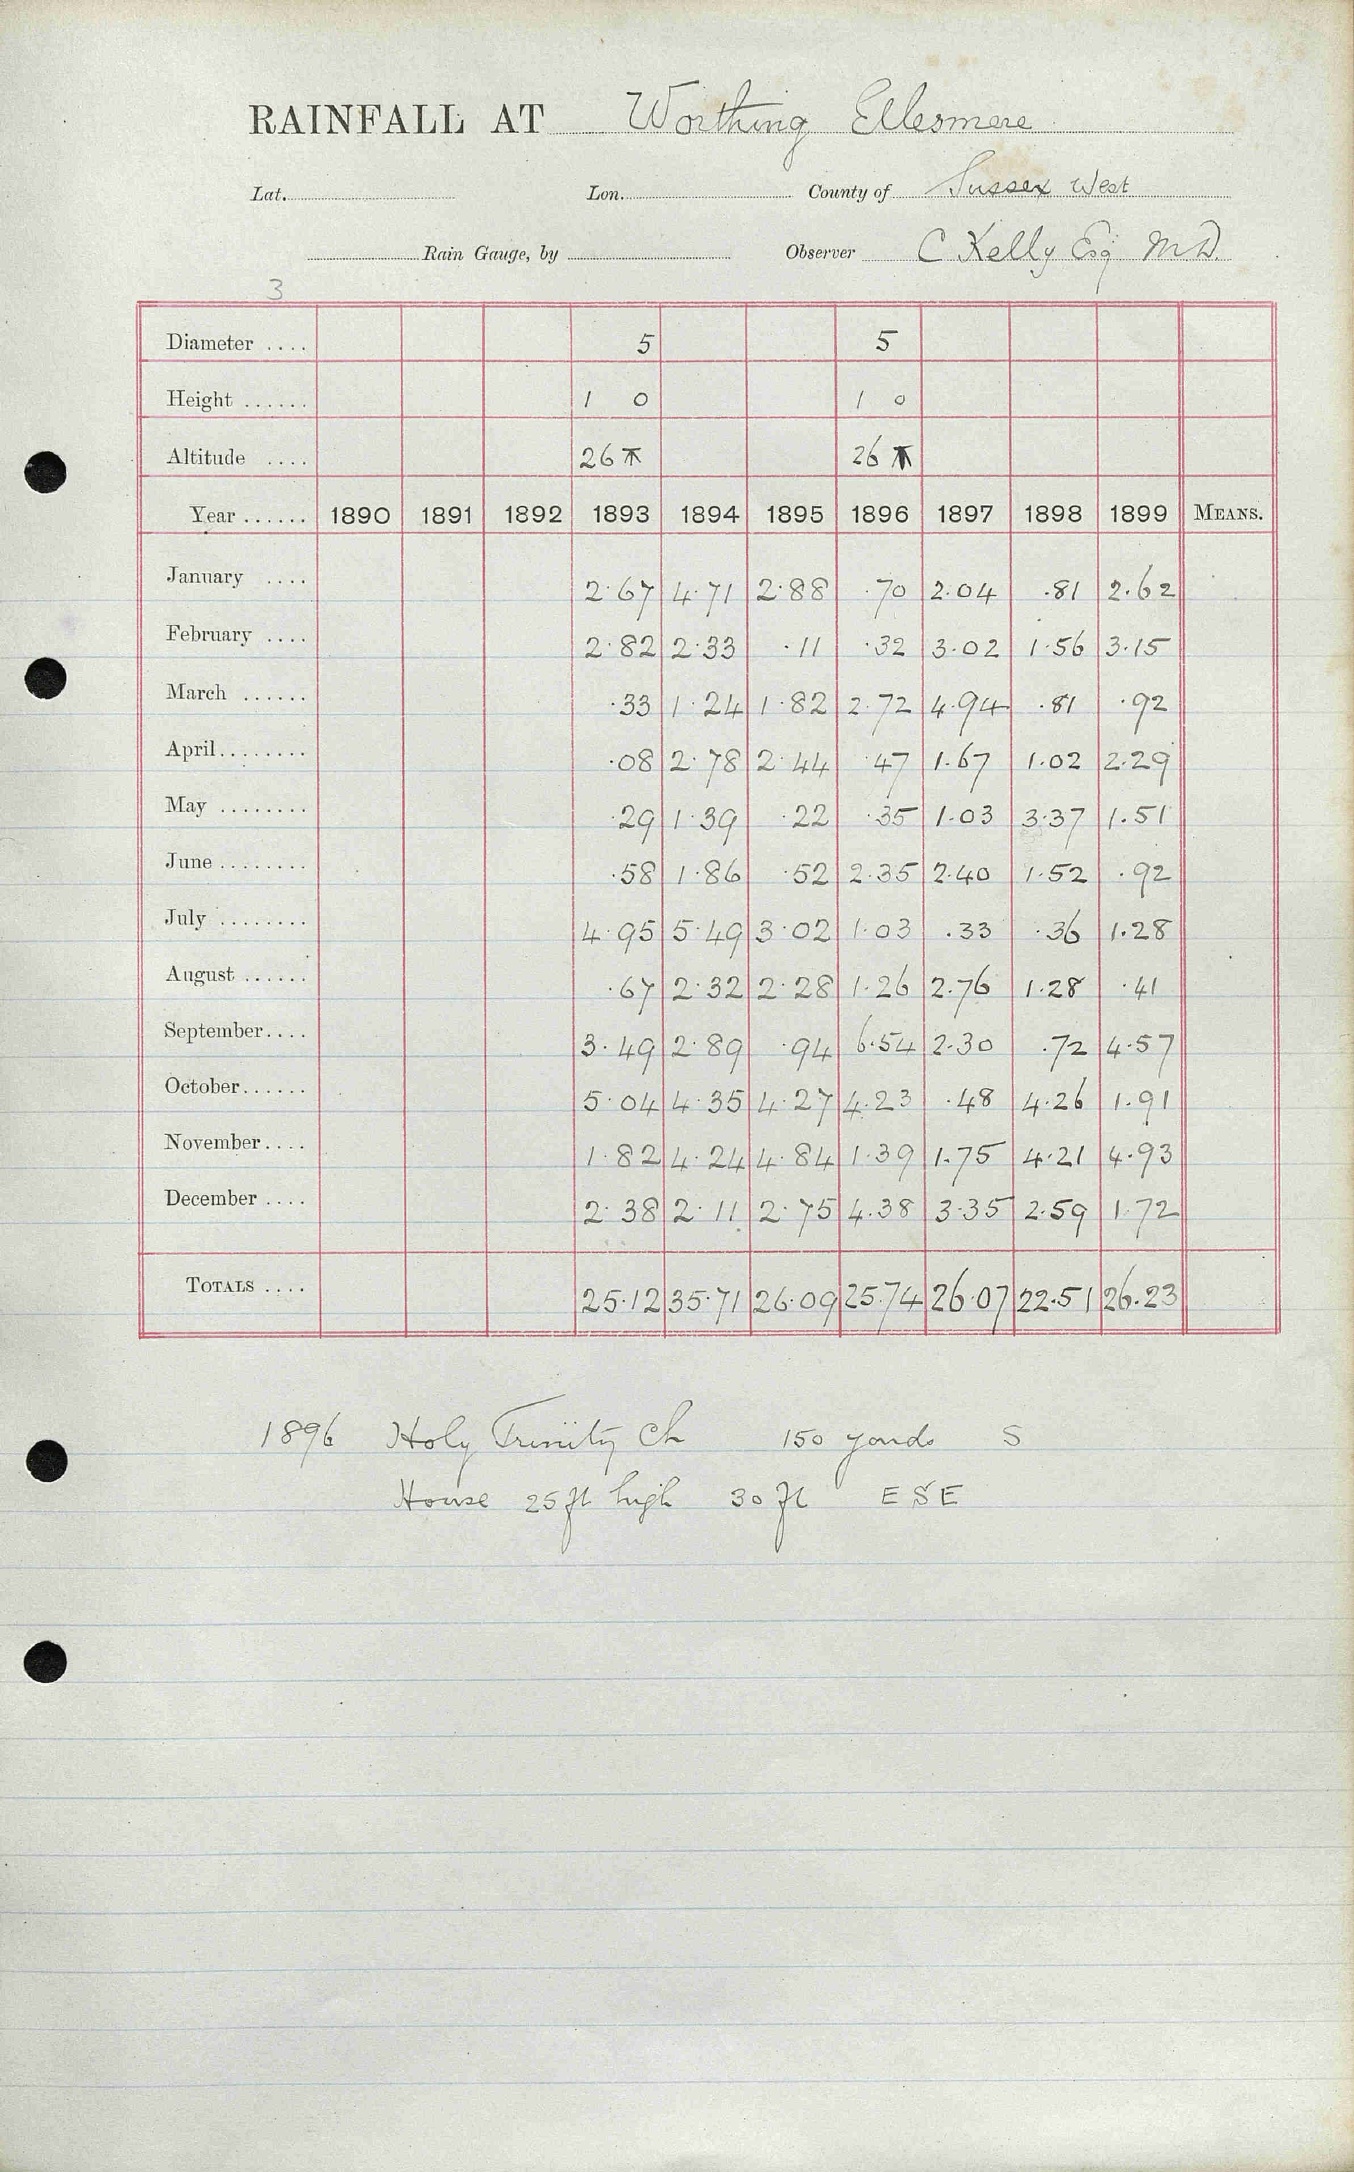 RAINFALL AT Worthing Ellesmere
Lat. Lon. County of Sussex West
Rain Gauge, by Observer C Kelly Esq M D.
3
Diameter .... 5 5
Height ...... 1 0 1 0
Altitude .... 26 26
Year ...... 1890 1891 1892 1893 1894 1895 1896 1897 1898 1899 MEANS.
January .... 2.67 4.71 2.88 .70 2.04 .81 2.62
February .... 2.82 2.33 .11 .32 3.02 1.56 3.15
March ...... .33 1.24 1.82 2.72 4.94 .81 .92
April ........ .08 2.78 2.44 .47 1.67 1.02 2.29
May ........ .29 1.39 .22 .35 1.03 3.37 1.51
June ........ .58 1.86 .52 2.35 2.40 1.52 .92
July ........ 4.95 5.49 3.02 1.03 .33 .36 1.28
August ...... .67 2.32 2.28 1.26 2.76 1.28 .41
September.... 3.49 2.89 .94 6.54 2.30 .72 4.57
October...... 5.04 4.35 4.27 4.23 .48 4.26 1.91
November.... 1.82 4.24 4.84 1.39 1.75 4.21 4.93
December .... 2.38 2.11 2.75 4.38 3.35 2.59 1.72
TOTALS .... 25.12 35.71 26.09 25.74 26.07 22.51 26.23
1896 Holy Trinity Ch 150 yards S
House 25 ft high 30 ft E S E